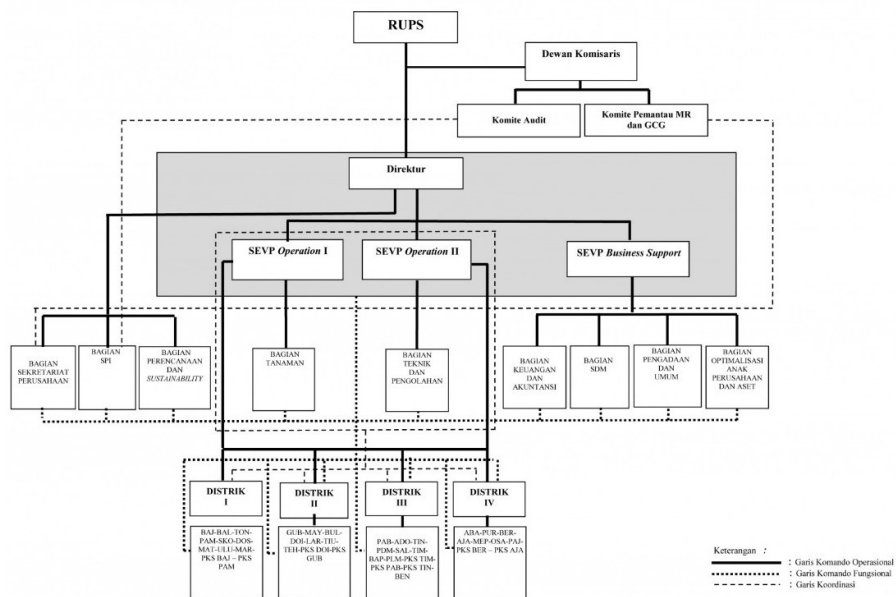 RUPS
Dewan Komisaris
Komite Audit
Komite Pemantau MR
dan GCG
Direktur
SEVP Operation I
SEVP Operation II
SEVP Business Support
BAGIAN
SEKRETARIAT
PERUSAHAAN
BAGIAN
SPI
BAGIAN
PERENCANAAN
DAN
SUSTAINABILITY
BAGIAN
TANAMAN
BAGIAN
TEKNIK
DAN
PENGOLAHAN
BAGIAN
KEUANGAN
DAN
AKUNTANSI
BAGIAN
SDM
BAGIAN
PENGADAAN
DAN
UMUM
BAGIAN
OPTIMALISASI
ANAK
PERUSAHAAN
DAN ASET
DISTRIK
I
DISTRIK
II
DISTRIK
III
DISTRIK
IV
BAJ-BAL-TON-
PAM-SKO-DOS-
MAT-ULU-MAR-
PKS BAJ – PKS
PAM
GUB-MAY-BUL-
DOI-LAR-TIU-
TEH-PKS DOI-PKS
GUB
PAB-ADO-TIN-
PDM-SAL-TIM-
BAP-PLM-PKS TIM-
PKS PAB-PKS TIN-
BEN
ABA-PUR-BER-
AJA-MEP-OSA-PAJ-
PKS BER – PKS AJA
Keterangan :
: Garis Komando Operasional
: Garis Komando Fungsional
: Garis Koordinasi